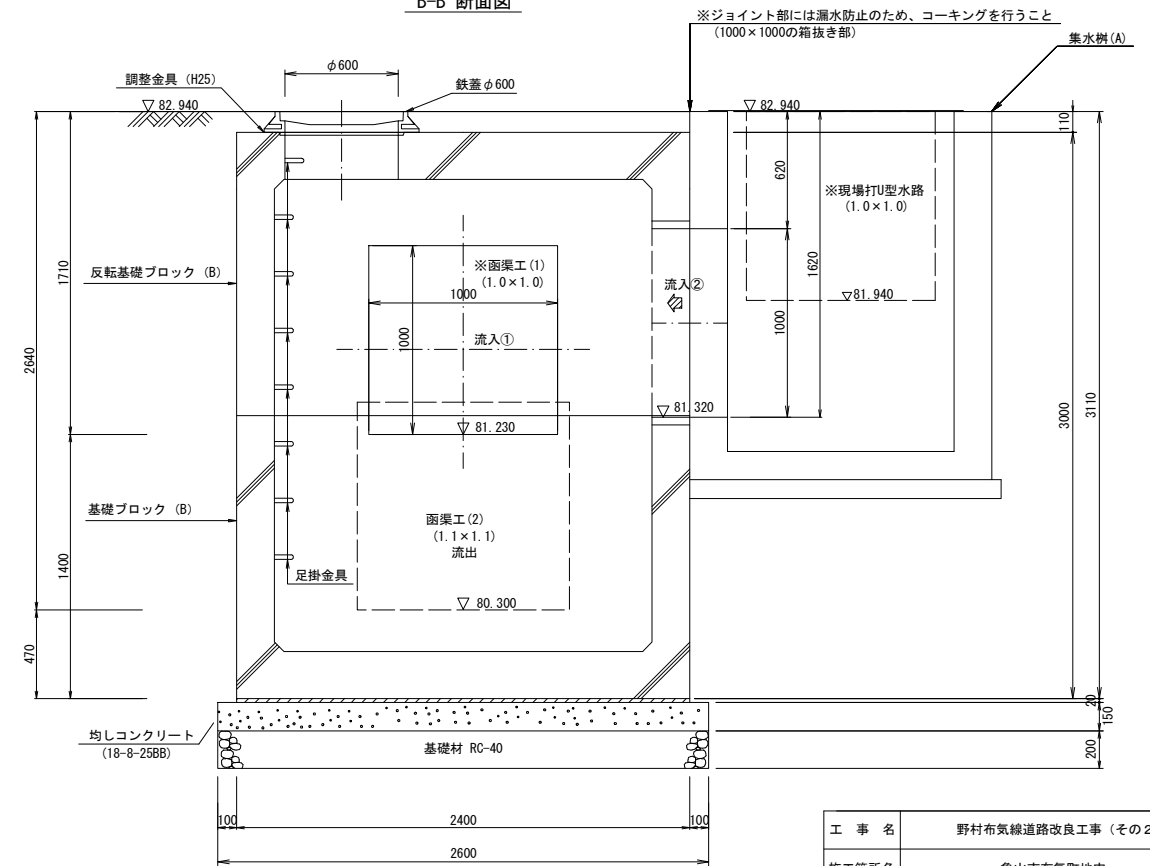 B-B 断面図
※ジョイント部には漏水防止のため、コーキングを行うこと
(1000×1000の箱抜き部)
集水桝(A)
φ600
調整金具 (H25)
鉄蓋φ600
▽ 82.940
▽ 82.940
110
620
※現場打U型水路
(1.0×1.0)
1710
反転基礎ブロック (B)
※函渠工(1)
(1.0×1.0)
1000
流入②
1620
▽81.940
1000
流入①
1000
2640
3000
3110
▽ 81.320
▽ 81.230
基礎ブロック (B)
函渠工(2)
(1.1×1.1)
流出
1400
足掛金具
▽ 80.300
470
20
150
均しコンクリート
(18-8-25BB)
基礎材 RC-40
200
100
2400
100
2600
工 事 名
野村布気線道路改良工事（その２